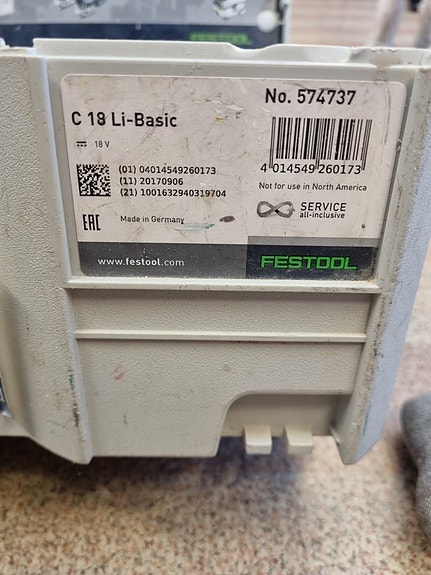 FESTOOL
C 18 Li-Basic
No. 574737
18 V
(01) 04014549260173
(11) 20170906
(21) 1001632940319704
4 014549 260173
Not for use in North America
EAC
Made in Germany
SERVICE
all-inclusive
www.festool.com
FESTOOL